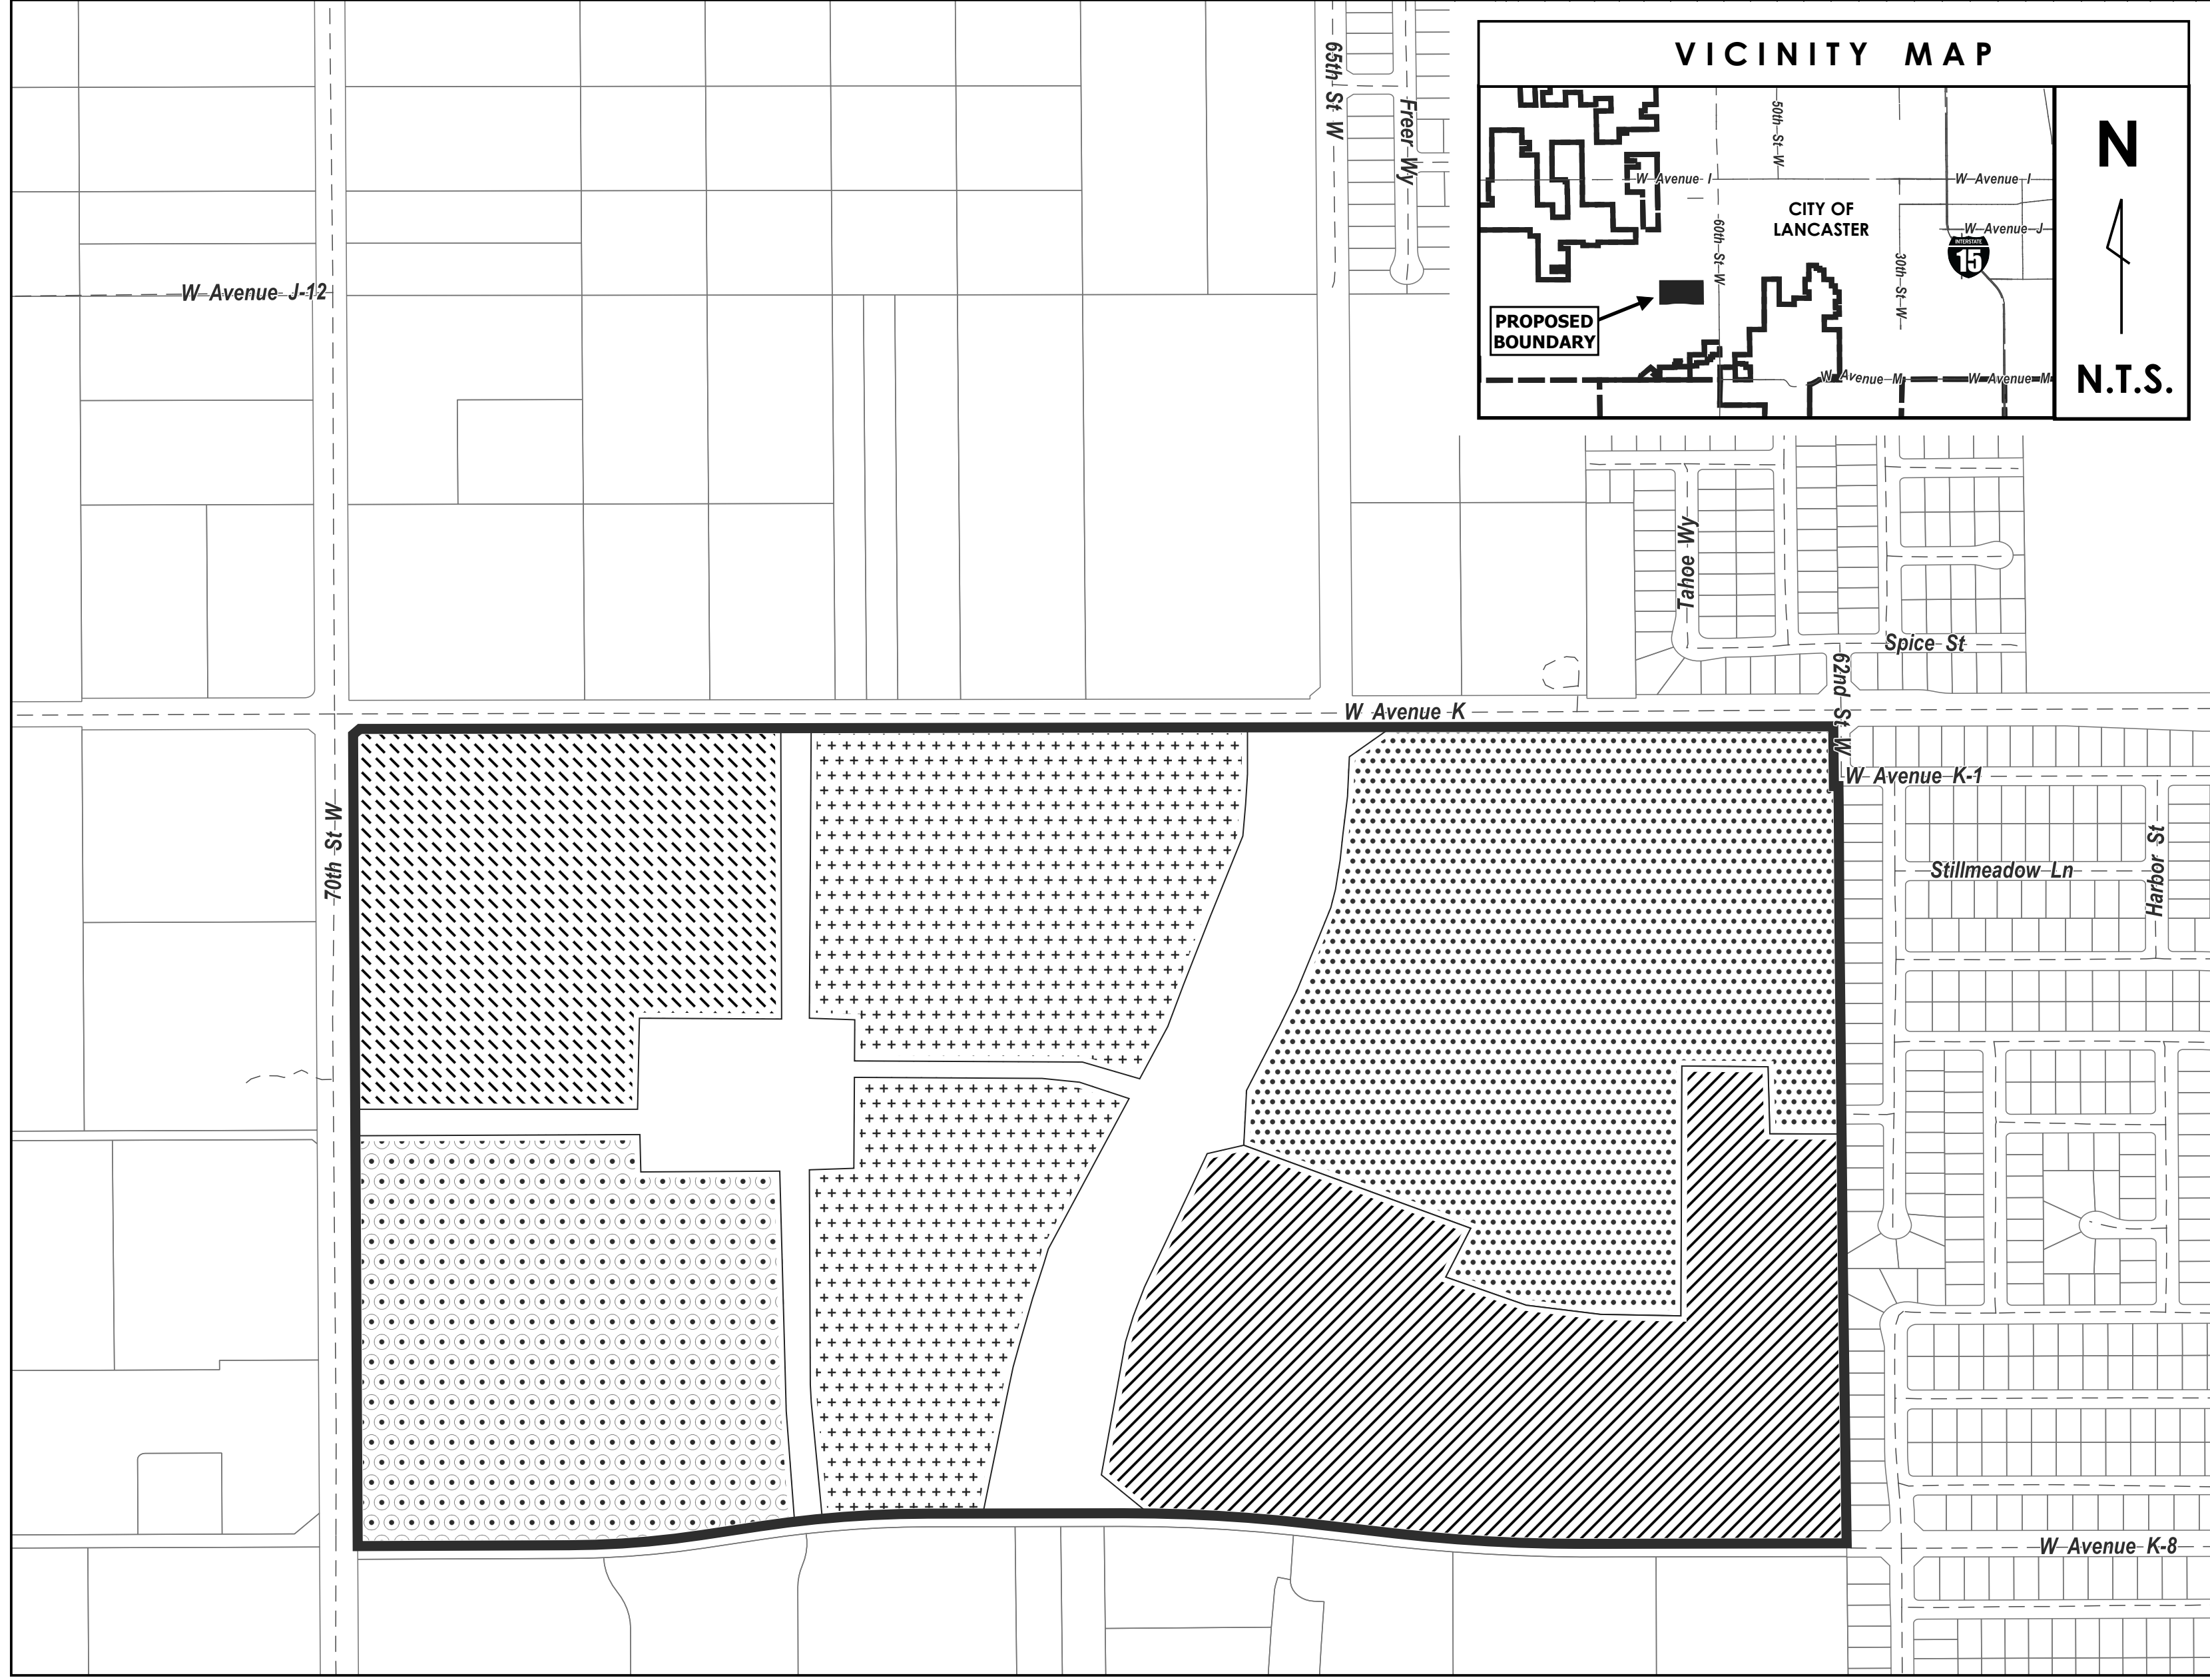 VICINITY MAP
N
N.T.S.
50th St W
W Avenue I
W Avenue I
CITY OF
LANCASTER
W Avenue J
INTERSTATE
15
60th St W
30th St W
PROPOSED
BOUNDARY
W Avenue M
W Avenue M
65th St W
Freer Wy
W Avenue J-12
Tahoe Wy
Spice St
62nd St W
W Avenue K
W Avenue K-1
70th St W
Stillmeadow Ln
Harbor St
W Avenue K-8